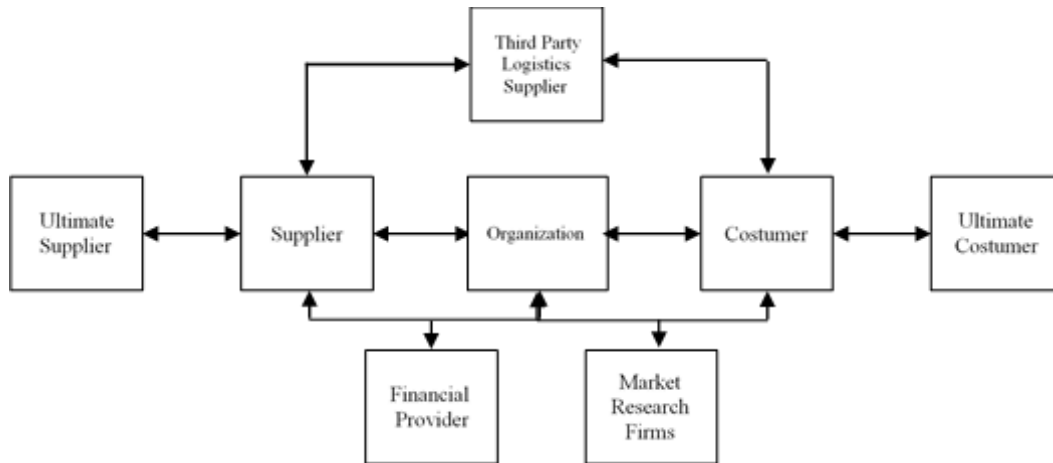 Third Party
Logistics
Supplier
Ultimate
Supplier
Supplier
Organization
Costumer
Ultimate
Costumer
Financial
Provider
Market
Research
Firms